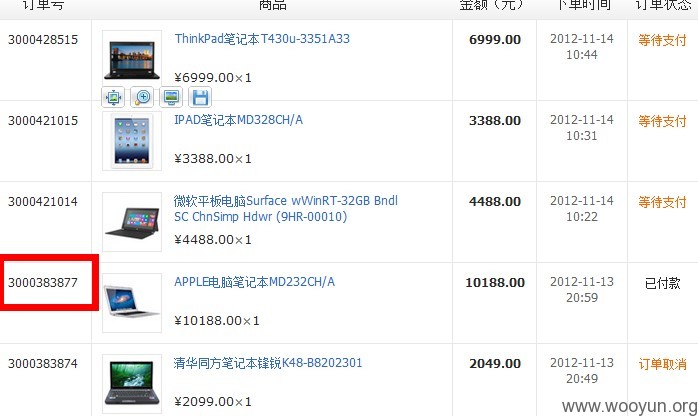 订单号 商品 金额（元） 下单时间 订单状态
3000428515 ThinkPad笔记本T430u-3351A33 6999.00 2012-11-14 等待支付
10:44
¥6999.00×1
3000421015 IPAD笔记本MD328CH/A 3388.00 2012-11-14 等待支付
10:31
¥3388.00×1
3000421014 微软平板电脑Surface wWinRT-32GB Bndl 4488.00 2012-11-14 等待支付
SC ChnSimp Hdwr (9HR-00010) 10:22
¥4488.00×1
3000383877 APPLE电脑笔记本MD232CH/A 10188.00 2012-11-13 已付款
20:59
¥10188.00×1
3000383874 清华同方笔记本锋锐K48-B8202301 2049.00 2012-11-13 订单取消
20:49
¥2099.00×1
www.wooyun.org